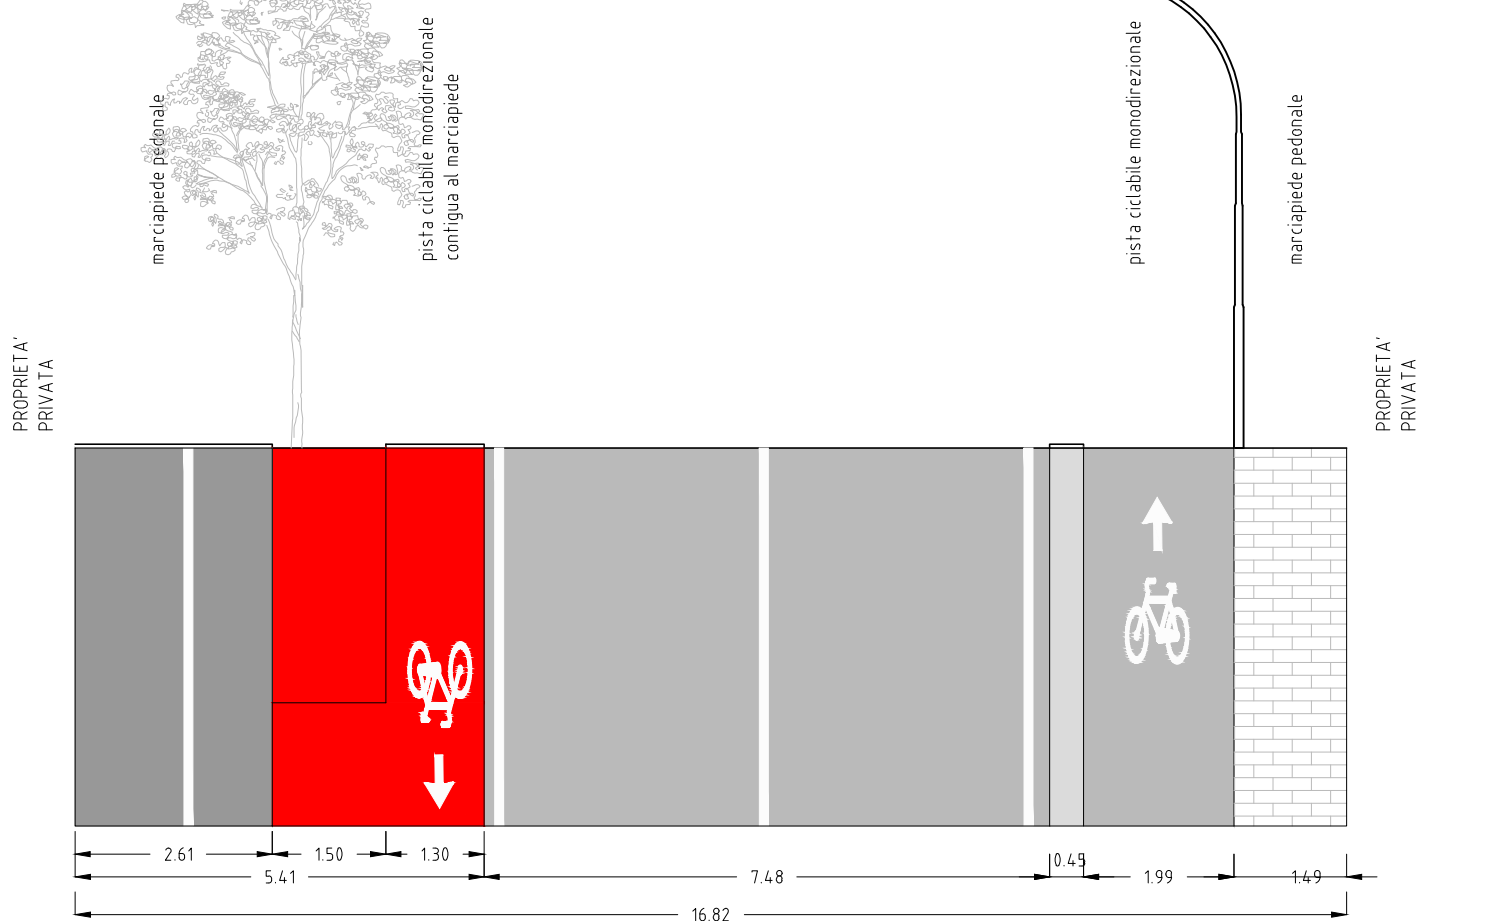 marciapiede pedonale
pista ciclabile monodirezionale
contigua al marciapiede
pista ciclabile monodirezionale
marciapiede pedonale
PROPRIETA'
PRIVATA
PROPRIETA'
PRIVATA
2.61
1.50
1.30
0.45
5.41
7.48
1.99
1.49
16.82